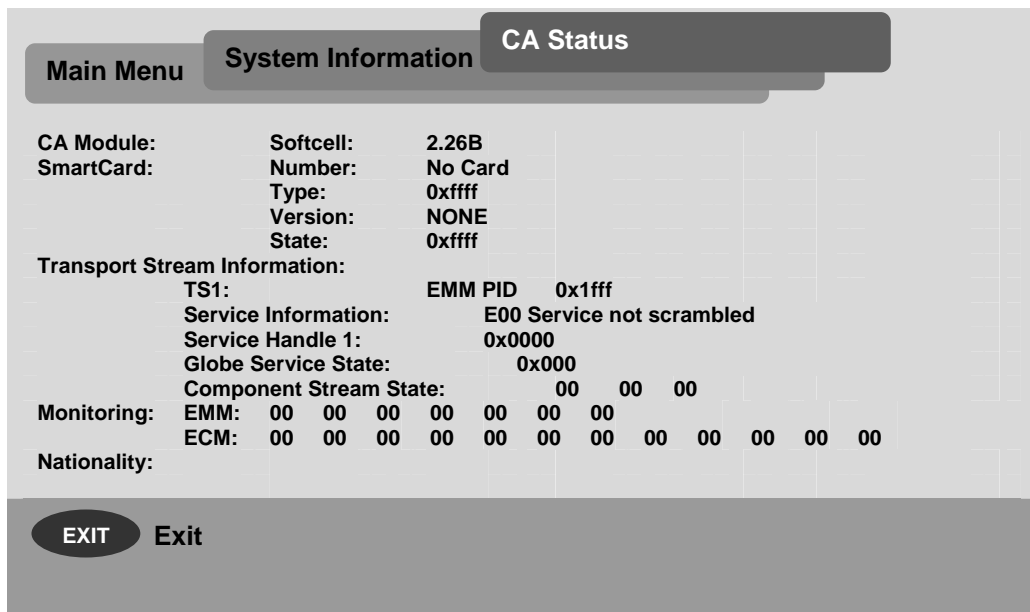 Main Menu
System Information
CA Status
CA Module: Softcell: 2.26B
SmartCard: Number: No Card
Type: 0xffff
Version: NONE
State: 0xffff
Transport Stream Information:
TS1: EMM PID 0x1fff
Service Information: E00 Service not scrambled
Service Handle 1: 0x0000
Globe Service State: 0x000
Component Stream State: 00 00 00
Monitoring: EMM: 00 00 00 00 00 00 00
ECM: 00 00 00 00 00 00 00 00 00 00 00 00
Nationality:
EXIT Exit